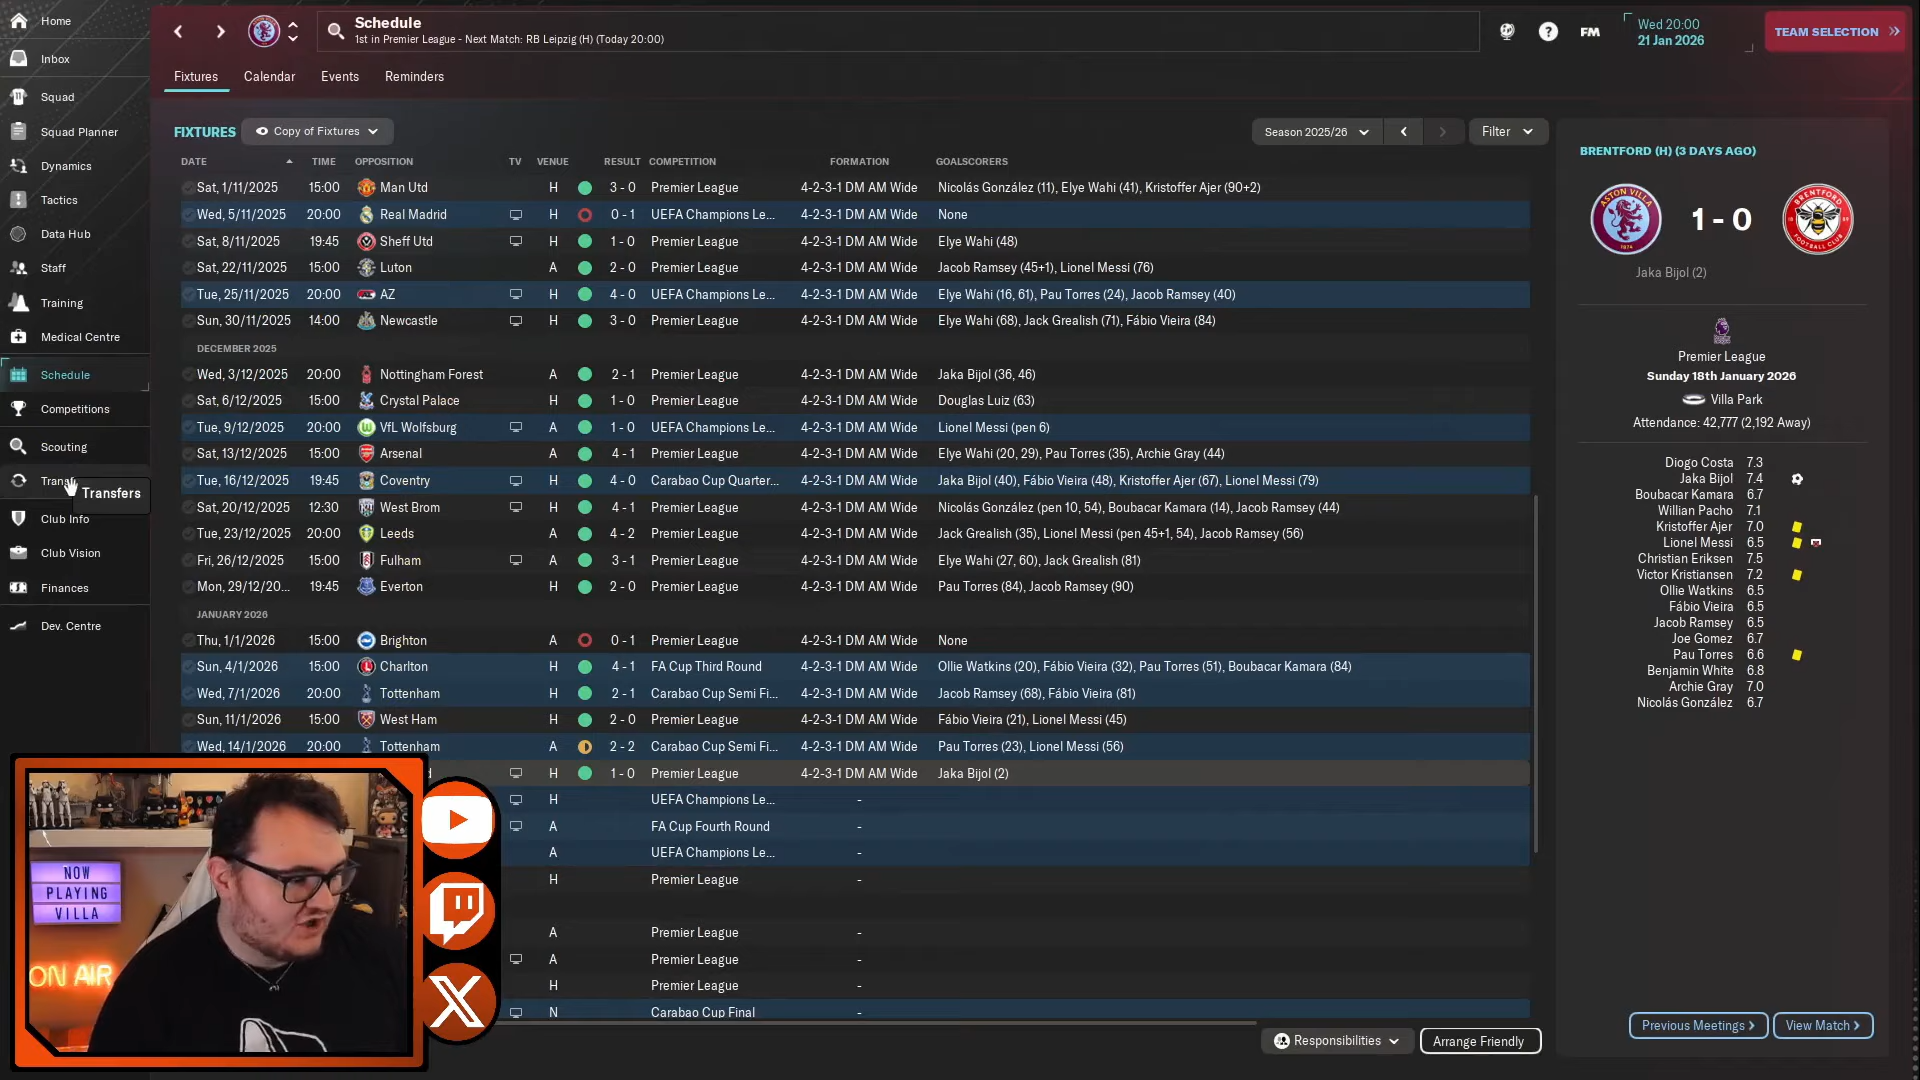 Home
Inbox
Squad
Squad Planner
Dynamics
Tactics
Data Hub
Staff
Training
Medical Centre
Schedule
Competitions
Scouting
Transfers
Club Info
Club Vision
Finances
Dev. Centre
Schedule
1st in Premier League - Next Match: RB Leipzig (H) (Today 20:00)
FM
Wed 20:00
21 Jan 2026
TEAM SELECTION
Fixtures Calendar Events Reminders
FIXTURES Copy of Fixtures Season 2025/26 Filter
DATE TIME OPPOSITION TV VENUE RESULT COMPETITION FORMATION GOALSCORERS
Sat, 1/11/2025 15:00 Man Utd H 3 - 0 Premier League 4-2-3-1 DM AM Wide Nicolás González (11), Elye Wahi (41), Kristoffer Ajer (90+2)
Wed, 5/11/2025 20:00 Real Madrid H 0 - 1 UEFA Champions Le... 4-2-3-1 DM AM Wide None
Sat, 8/11/2025 19:45 Sheff Utd H 1 - 0 Premier League 4-2-3-1 DM AM Wide Elye Wahi (48)
Sat, 22/11/2025 15:00 Luton A 2 - 0 Premier League 4-2-3-1 DM AM Wide Jacob Ramsey (45+1), Lionel Messi (76)
Tue, 25/11/2025 20:00 AZ H 4 - 0 UEFA Champions Le... 4-2-3-1 DM AM Wide Elye Wahi (16, 61), Pau Torres (24), Jacob Ramsey (40)
Sun, 30/11/2025 14:00 Newcastle H 3 - 0 Premier League 4-2-3-1 DM AM Wide Elye Wahi (68), Jack Grealish (71), Fábio Vieira (84)
DECEMBER 2025
Wed, 3/12/2025 20:00 Nottingham Forest A 2 - 1 Premier League 4-2-3-1 DM AM Wide Jaka Bijol (36, 46)
Sat, 6/12/2025 15:00 Crystal Palace H 1 - 0 Premier League 4-2-3-1 DM AM Wide Douglas Luiz (63)
Tue, 9/12/2025 20:00 VfL Wolfsburg A 1 - 0 UEFA Champions Le... 4-2-3-1 DM AM Wide Lionel Messi (pen 6)
Sat, 13/12/2025 15:00 Arsenal A 4 - 1 Premier League 4-2-3-1 DM AM Wide Elye Wahi (20, 29), Pau Torres (35), Archie Gray (44)
Tue, 16/12/2025 19:45 Coventry H 4 - 0 Carabao Cup Quarter... 4-2-3-1 DM AM Wide Jaka Bijol (40), Fábio Vieira (48), Kristoffer Ajer (67), Lionel Messi (79)
Sat, 20/12/2025 12:30 West Brom H 4 - 1 Premier League 4-2-3-1 DM AM Wide Nicolás González (pen 10, 54), Boubacar Kamara (14), Jacob Ramsey (44)
Tue, 23/12/2025 20:00 Leeds A 4 - 2 Premier League 4-2-3-1 DM AM Wide Jack Grealish (35), Lionel Messi (pen 45+1, 54), Jacob Ramsey (56)
Fri, 26/12/2025 15:00 Fulham A 3 - 1 Premier League 4-2-3-1 DM AM Wide Elye Wahi (27, 60), Jack Grealish (81)
Mon, 29/12/20... 19:45 Everton H 2 - 0 Premier League 4-2-3-1 DM AM Wide Pau Torres (84), Jacob Ramsey (90)
JANUARY 2026
Thu, 1/1/2026 15:00 Brighton A 0 - 1 Premier League 4-2-3-1 DM AM Wide None
Sun, 4/1/2026 15:00 Charlton H 4 - 1 FA Cup Third Round 4-2-3-1 DM AM Wide Ollie Watkins (20), Fábio Vieira (32), Pau Torres (51), Boubacar Kamara (84)
Wed, 7/1/2026 20:00 Tottenham H 2 - 1 Carabao Cup Semi Fi... 4-2-3-1 DM AM Wide Jacob Ramsey (68), Fábio Vieira (81)
Sun, 11/1/2026 15:00 West Ham H 2 - 0 Premier League 4-2-3-1 DM AM Wide Fábio Vieira (21), Lionel Messi (45)
Wed, 14/1/2026 20:00 Tottenham A 2 - 2 Carabao Cup Semi Fi... 4-2-3-1 DM AM Wide Pau Torres (23), Lionel Messi (56)
H 1 - 0 Premier League 4-2-3-1 DM AM Wide Jaka Bijol (2)
H UEFA Champions Le... -
A FA Cup Fourth Round -
A UEFA Champions Le... -
H Premier League -
A Premier League -
A Premier League -
H Premier League -
N Carabao Cup Final -
Responsibilities Arrange Friendly
BRENTFORD (H) (3 DAYS AGO)
ASTON VILLA
1874
1 - 0
BRENTFORD
FOOTBALL CLUB
Jaka Bijol (2)
Premier League
Sunday 18th January 2026
Villa Park
Attendance: 42,777 (2,192 Away)
Diogo Costa 7.3
Jaka Bijol 7.4
Boubacar Kamara 6.7
Willian Pacho 7.1
Kristoffer Ajer 7.0
Lionel Messi 6.5
Christian Eriksen 7.5
Victor Kristiansen 7.2
Ollie Watkins 6.5
Fábio Vieira 6.5
Jacob Ramsey 6.5
Joe Gomez 6.7
Pau Torres 6.6
Benjamin White 6.8
Archie Gray 7.0
Nicolás González 6.7
Previous Meetings View Match
NOW
PLAYING
VILLA
ON AIR